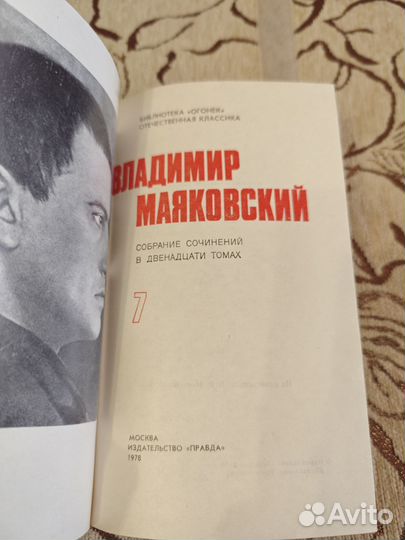 БИБЛИОТЕКА «ОГОНЕК»
ОТЕЧЕСТВЕННАЯ КЛАССИКА
ВЛАДИМИР
МАЯКОВСКИЙ
СОБРАНИЕ СОЧИНЕНИЙ
В ДВЕНАДЦАТИ ТОМАХ
7
МОСКВА
ИЗДАТЕЛЬСТВО «ПРАВДА»
1978
Avito